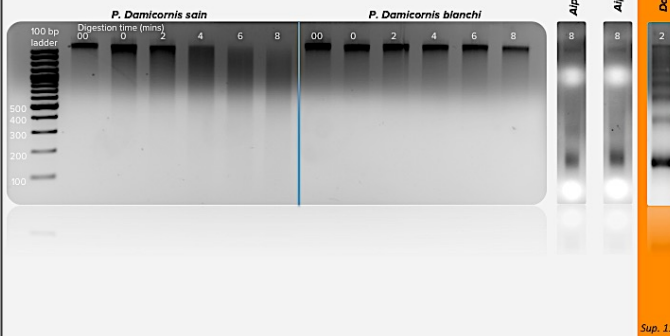 P. Damicornis sain
P. Damicornis blanchi
100 bp
ladder
Digestion time (mins)
00 0 2 4 6 8
00 0 2 4 6 8
8
8
2
500
400
300
200
100
Sup. 1